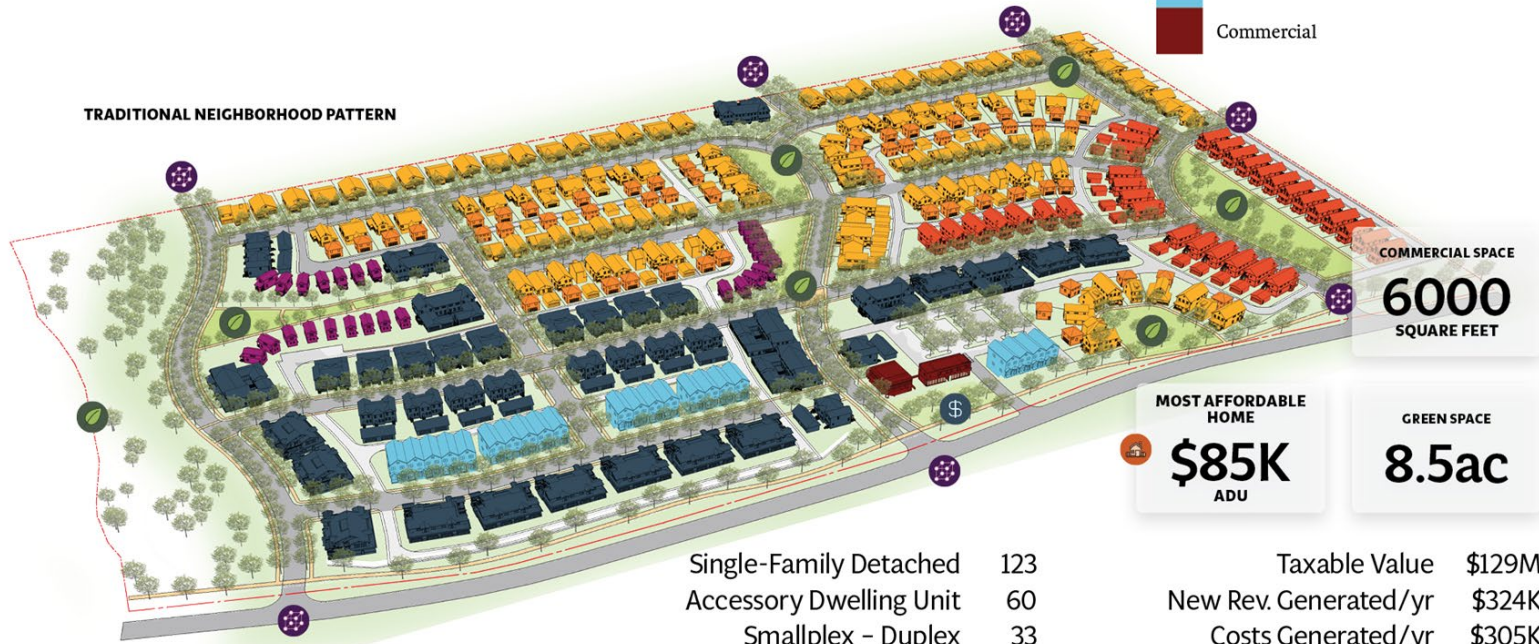 Commercial
TRADITIONAL NEIGHBORHOOD PATTERN
COMMERCIAL SPACE
6000
SQUARE FEET
MOST AFFORDABLE
HOME
$85K
ADU
GREEN SPACE
8.5ac
$
Single-Family Detached 123
Accessory Dwelling Unit 60
Smallplex – Duplex 33
Taxable Value $129M
New Rev. Generated/yr $324K
Costs Generated/yr $305K